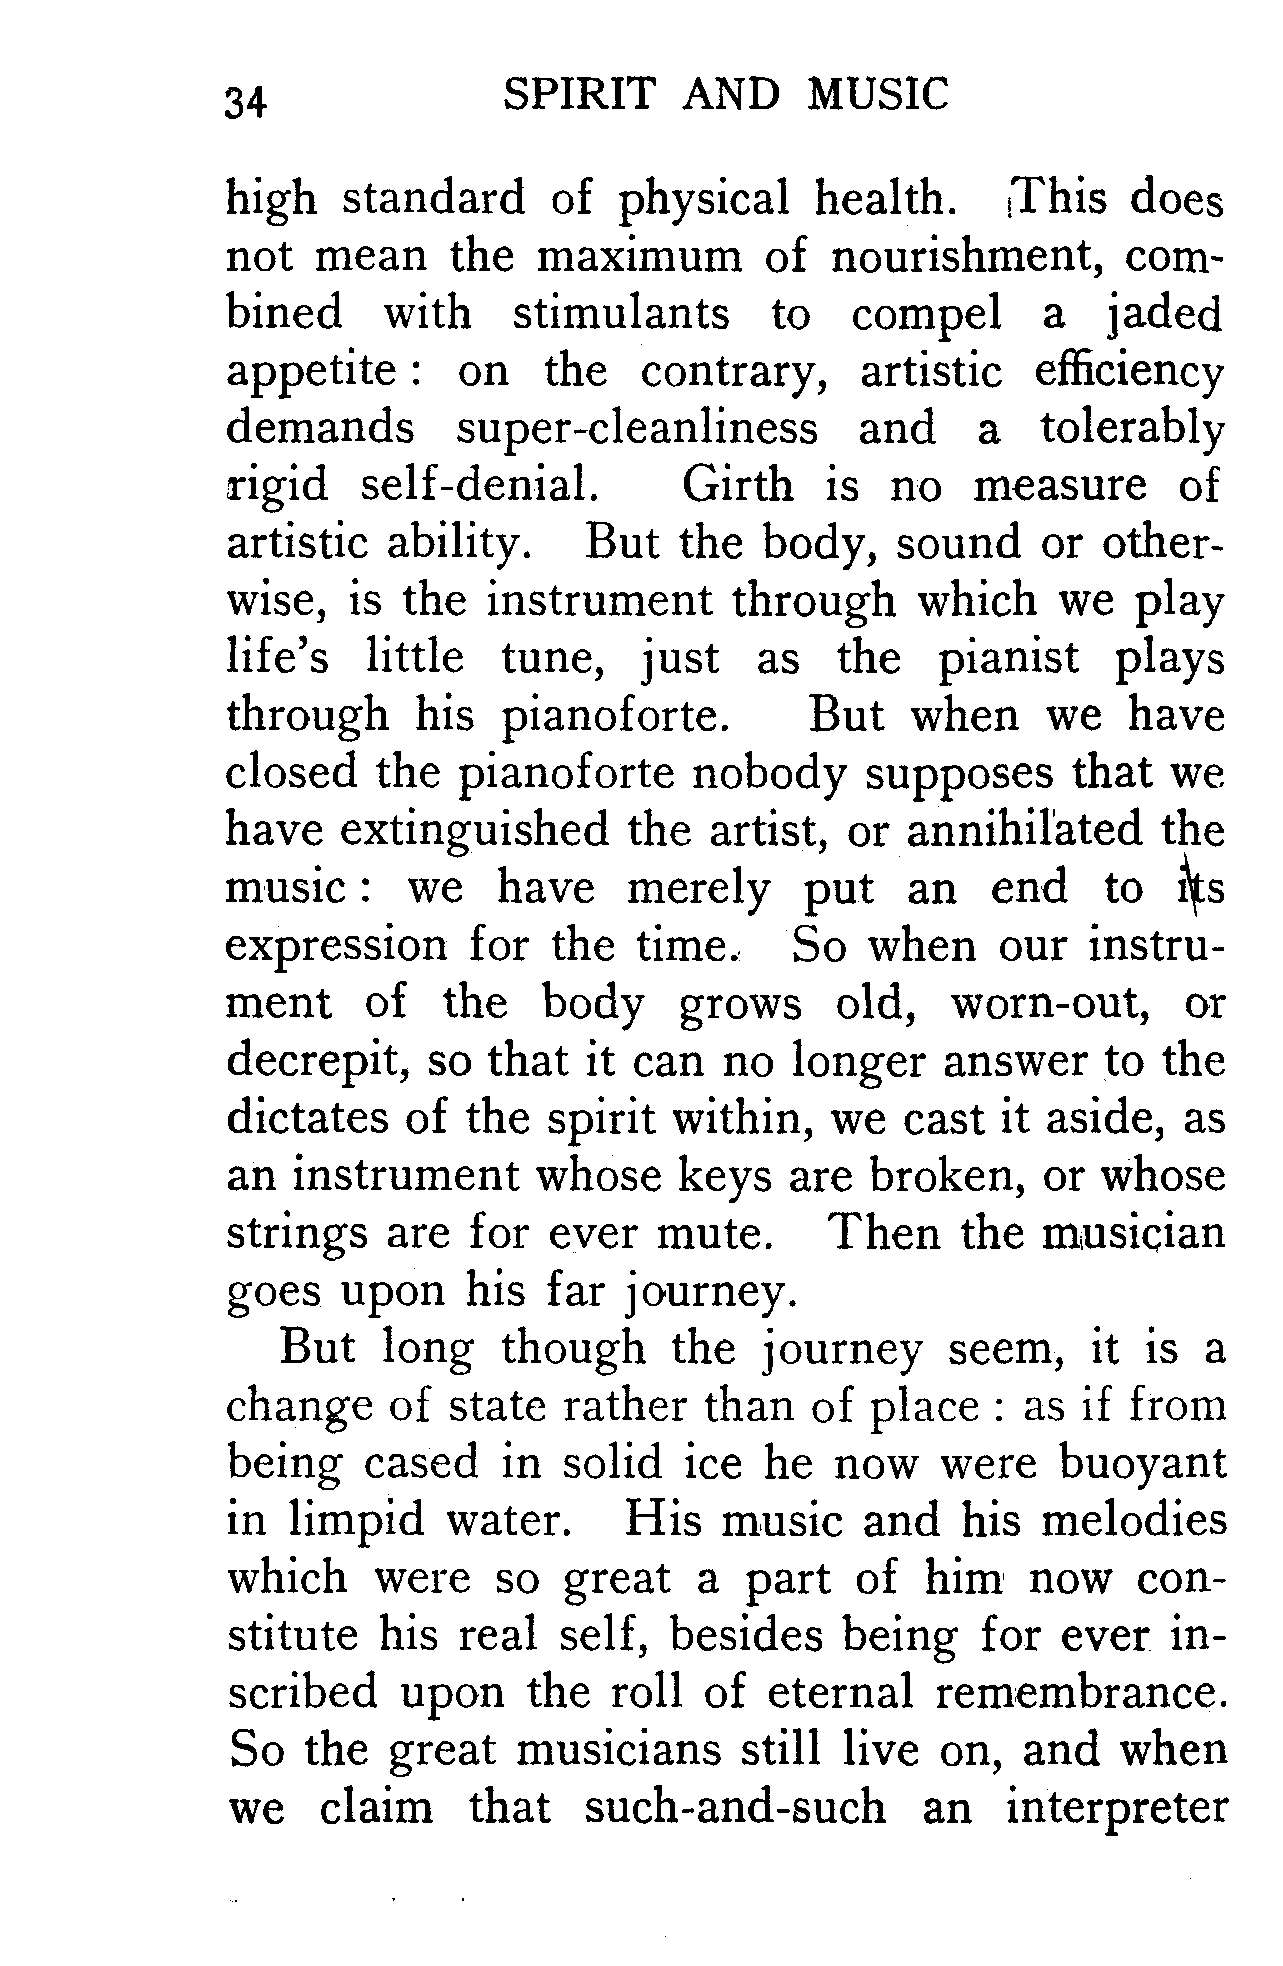 34 SPIRIT AND MUSIC
high standard of physical health. This does
not mean the maximum of nourishment, com-
bined with stimulants to compel a jaded
appetite : on the contrary, artistic efficiency
demands super-cleanliness and a tolerably
rigid self-denial. Girth is no measure of
artistic ability. But the body, sound or other-
wise, is the instrument through which we play
life's little tune, just as the pianist plays
through his pianoforte. But when we have
closed the pianoforte nobody supposes that we
have extinguished the artist, or annihilated the
music : we have merely put an end to its
expression for the time. So when our instru-
ment of the body grows old, worn-out, or
decrepit, so that it can no longer answer to the
dictates of the spirit within, we cast it aside, as
an instrument whose keys are broken, or whose
strings are for ever mute. Then the musician
goes upon his far journey.
But long though the journey seem, it is a
change of state rather than of place : as if from
being cased in solid ice he now were buoyant
in limpid water. His music and his melodies
which were so great a part of him now con-
stitute his real self, besides being for ever in-
scribed upon the roll of eternal remembrance.
So the great musicians still live on, and when
we claim that such-and-such an interpreter